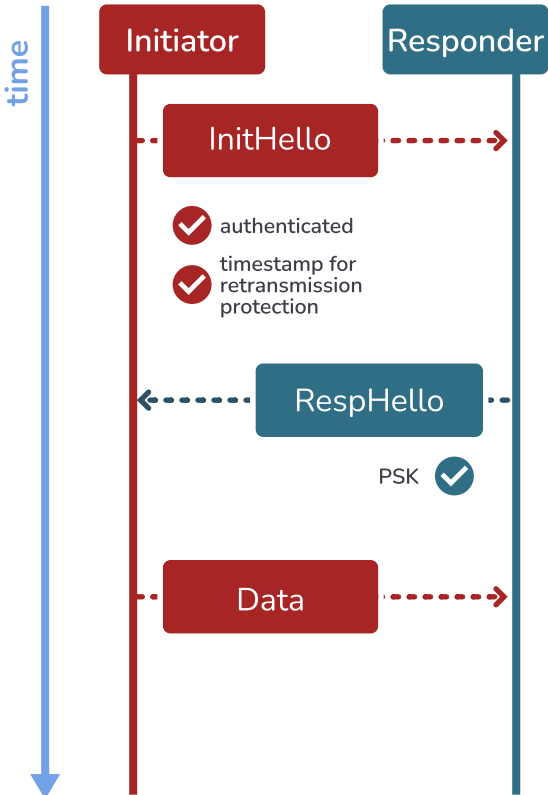 time
Initiator
Responder
InitHello
authenticated
timestamp for
retransmission
protection
RespHello
PSK
Data